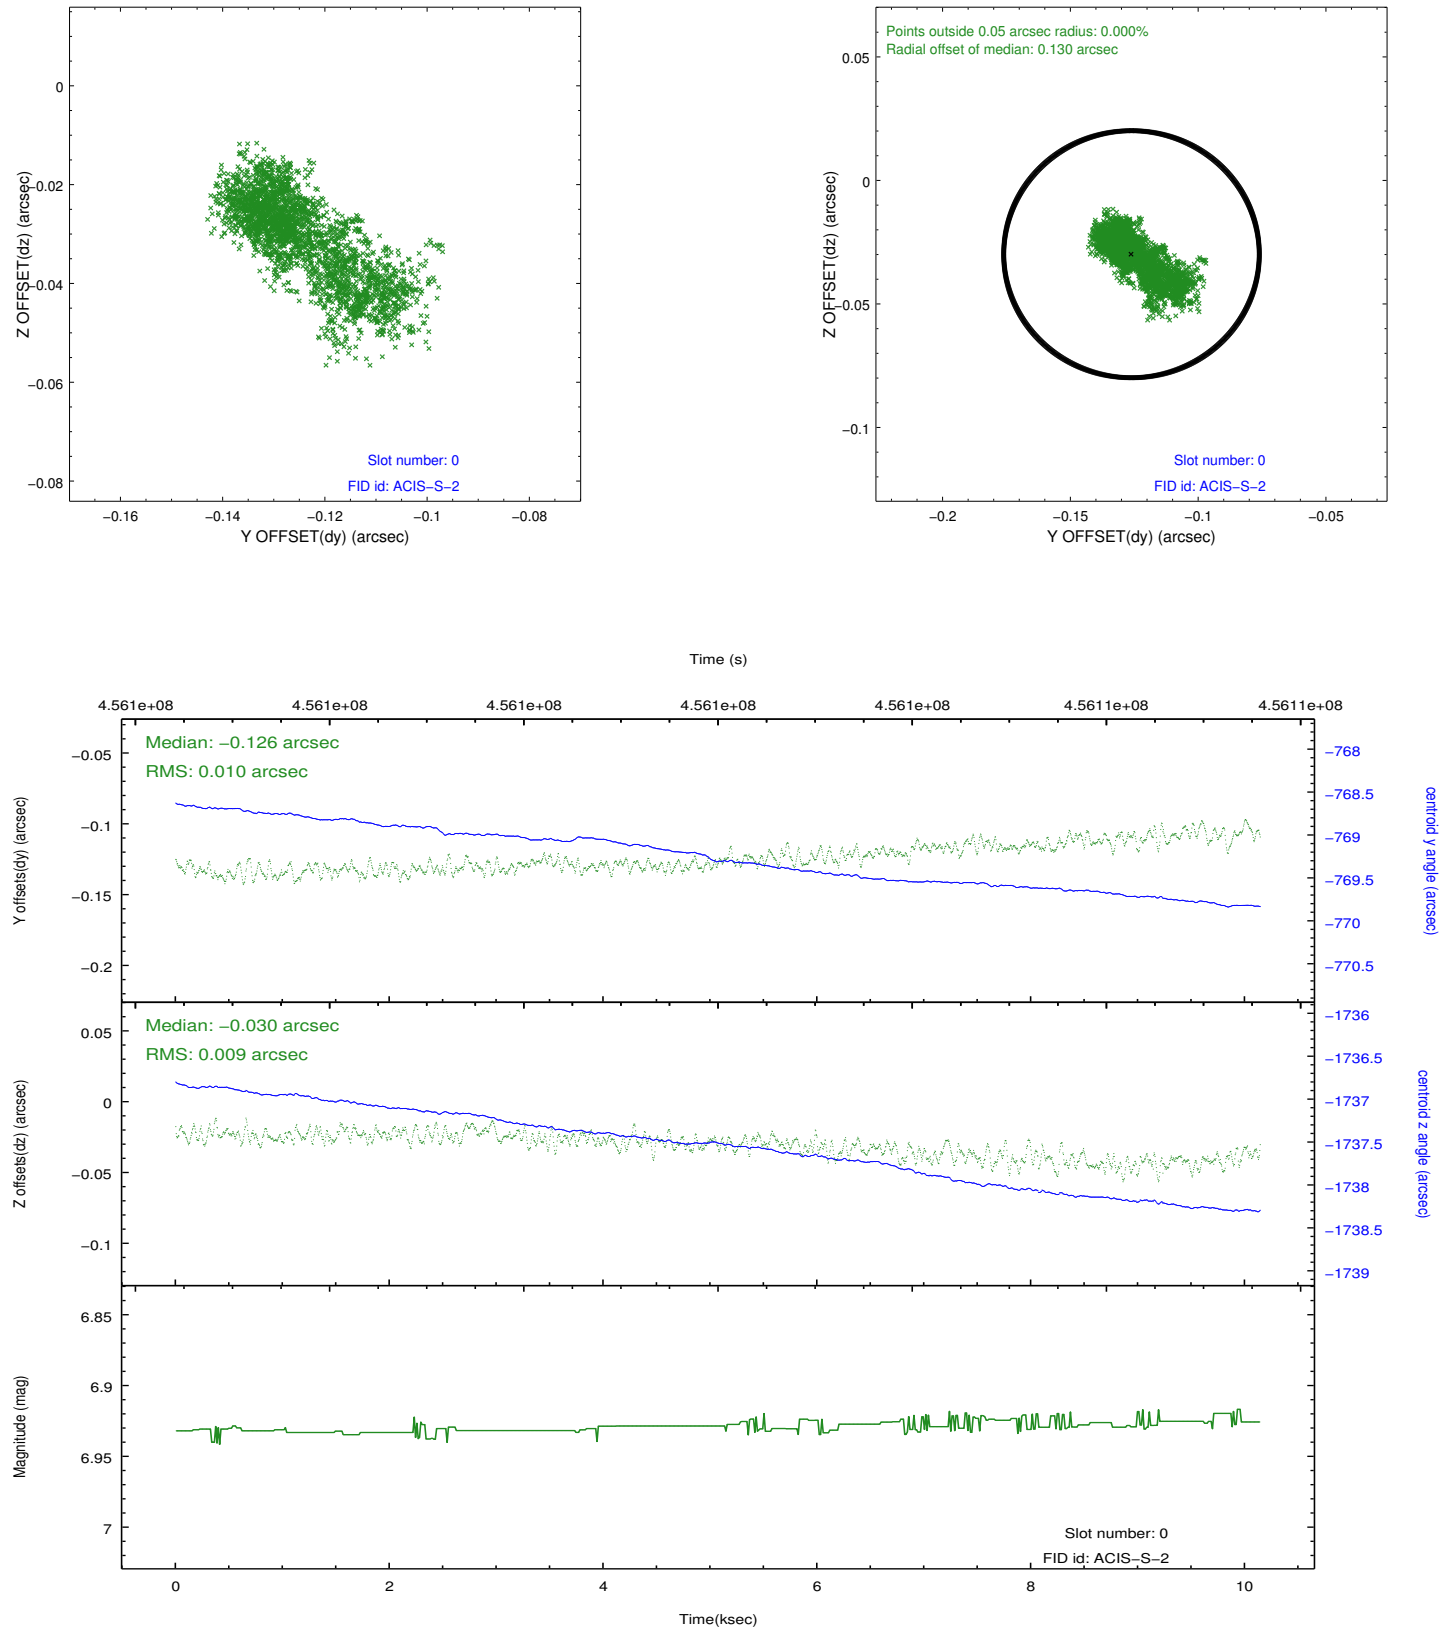 0
−0.02
−0.04
−0.06
−0.08
Z OFFSET(dz) (arcsec)
Slot number: 0
FID id: ACIS−S−2
−0.16
−0.14
−0.12
−0.1
−0.08
Y OFFSET(dy) (arcsec)
Points outside 0.05 arcsec radius: 0.000%
Radial offset of median: 0.130 arcsec
0.05
0
−0.05
−0.1
Z OFFSET(dz) (arcsec)
Slot number: 0
FID id: ACIS−S−2
−0.2
−0.15
−0.1
−0.05
Y OFFSET(dy) (arcsec)
Time (s)
4.561e+08
4.561e+08
4.561e+08
4.561e+08
4.561e+08
4.5611e+08
4.5611e+08
Median: −0.126 arcsec
RMS: 0.010 arcsec
−0.05
−0.1
−0.15
−0.2
Y offsets(dy) (arcsec)
−768
−768.5
−769
−769.5
−770
−770.5
centroid y angle (arcsec)
Median: −0.030 arcsec
RMS: 0.009 arcsec
0.05
0
−0.05
−0.1
Z offsets(dz) (arcsec)
−1736
−1736.5
−1737
−1737.5
−1738
−1738.5
−1739
centroid z angle (arcsec)
6.85
6.9
6.95
7
Magnitude (mag)
Slot number: 0
FID id: ACIS−S−2
0
2
4
6
8
10
Time(ksec)